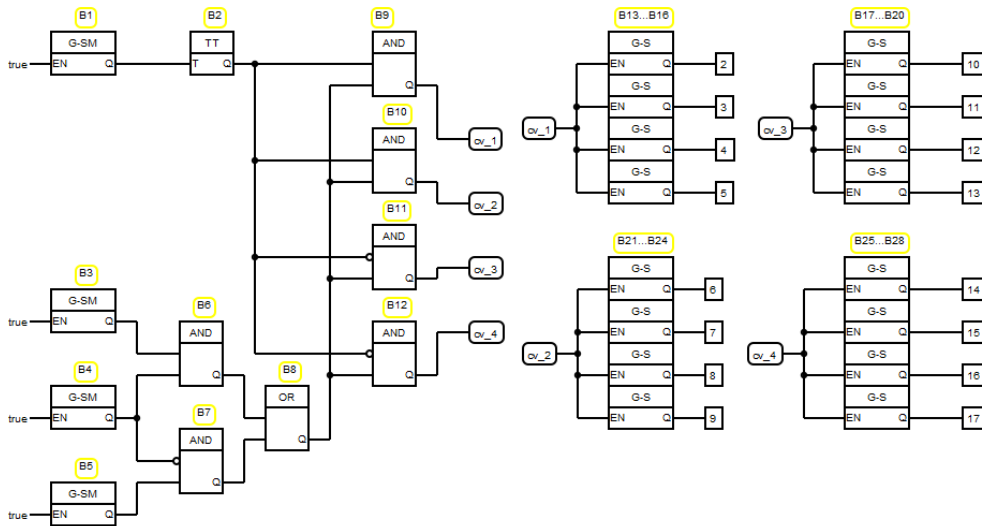 B1
B2
B9
B13...B16
B17...B20
G-SM
TT
AND
G-S
G-S
true
EN
Q
T
Q
EN
Q
2
EN
Q
10
Q
G-S
G-S
B10
EN
Q
3
EN
Q
11
AND
cv_1
cv_1
G-S
cv_3
G-S
EN
Q
4
EN
Q
12
Q
G-S
G-S
cv_2
EN
Q
5
EN
Q
13
B11
AND
B21...B24
B25...B28
B3
Q
cv_3
G-S
G-S
G-SM
B6
B12
EN
Q
6
EN
Q
14
true
EN
Q
AND
AND
cv_4
G-S
G-S
EN
Q
7
EN
Q
15
B4
B8
cv_2
G-S
cv_4
G-S
Q
Q
EN
Q
8
EN
Q
16
G-SM
OR
G-S
G-S
true
EN
Q
B7
EN
Q
9
EN
Q
17
AND
Q
B5
Q
G-SM
true
EN
Q